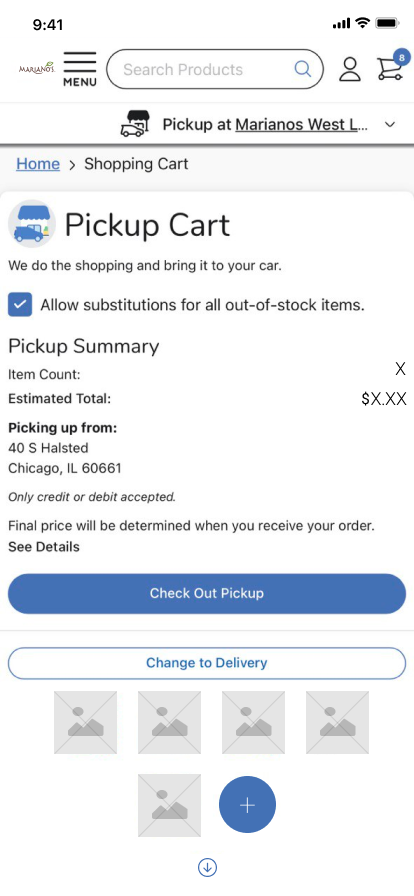 9:41
MARIANO'S
MENU
Search Products
8
Pickup at Marianos West L...
Home > Shopping Cart
Pickup Cart
We do the shopping and bring it to your car.
Allow substitutions for all out-of-stock items.
Pickup Summary
Item Count: X
Estimated Total: $X.XX
Picking up from:
40 S Halsted
Chicago, IL 60661
Only credit or debit accepted.
Final price will be determined when you receive your order.
See Details
Check Out Pickup
Change to Delivery